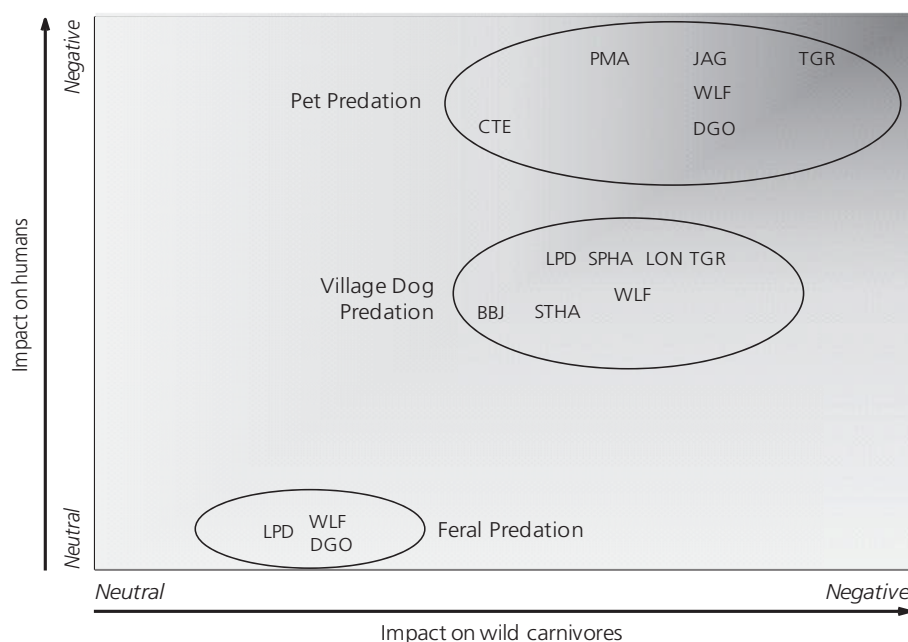 Negative
PMA JAG TGR
Pet Predation
WLF
CTE
DGO
Impact on humans
LPD SPHA LON TGR
Village Dog
Predation
WLF
BBJ STHA
Neutral
LPD WLF
DGO
Feral Predation
Neutral
Negative
Impact on wild carnivores